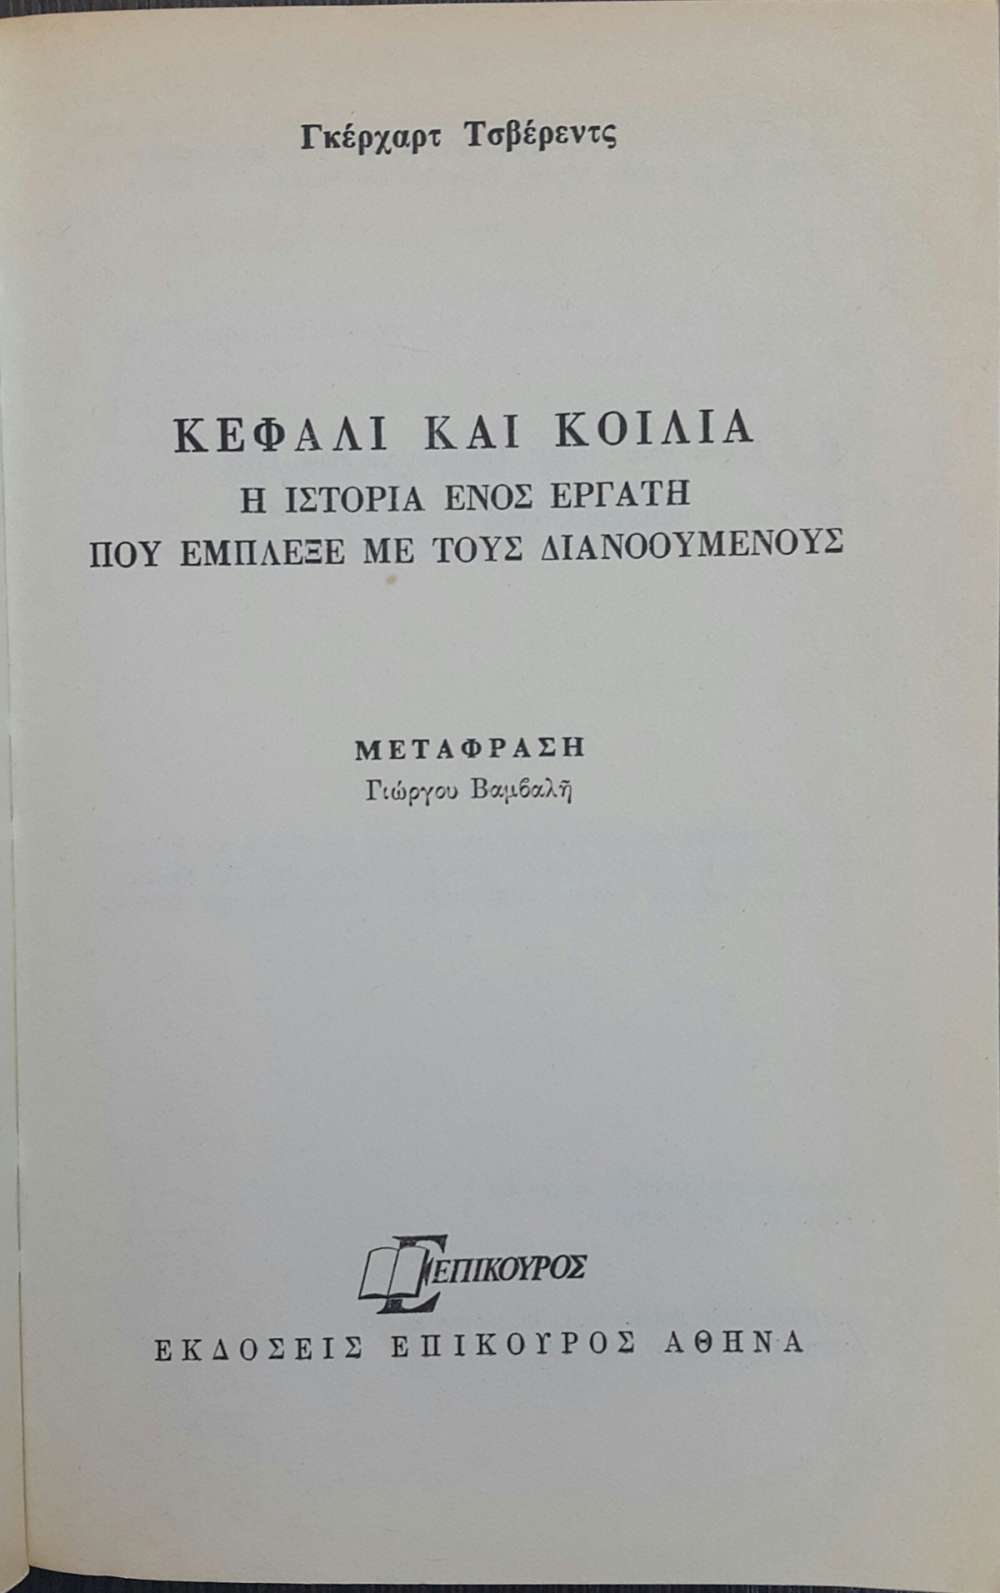 Γκέρχαρτ Τσβέρεντς
ΚΕΦΑΛΙ ΚΑΙ ΚΟΙΛΙΑ
Η ΙΣΤΟΡΙΑ ΕΝΟΣ ΕΡΓΑΤΗ
ΠΟΥ ΕΜΠΛΕΞΕ ΜΕ ΤΟΥΣ ΔΙΑΝΟΟΥΜΕΝΟΥΣ
ΜΕΤΑΦΡΑΣΗ
Γιώργου Βαμβαλῆ
ΕΠΙΚΟΥΡΟΣ
ΕΚΔΟΣΕΙΣ ΕΠΙΚΟΥΡΟΣ ΑΘΗΝΑ